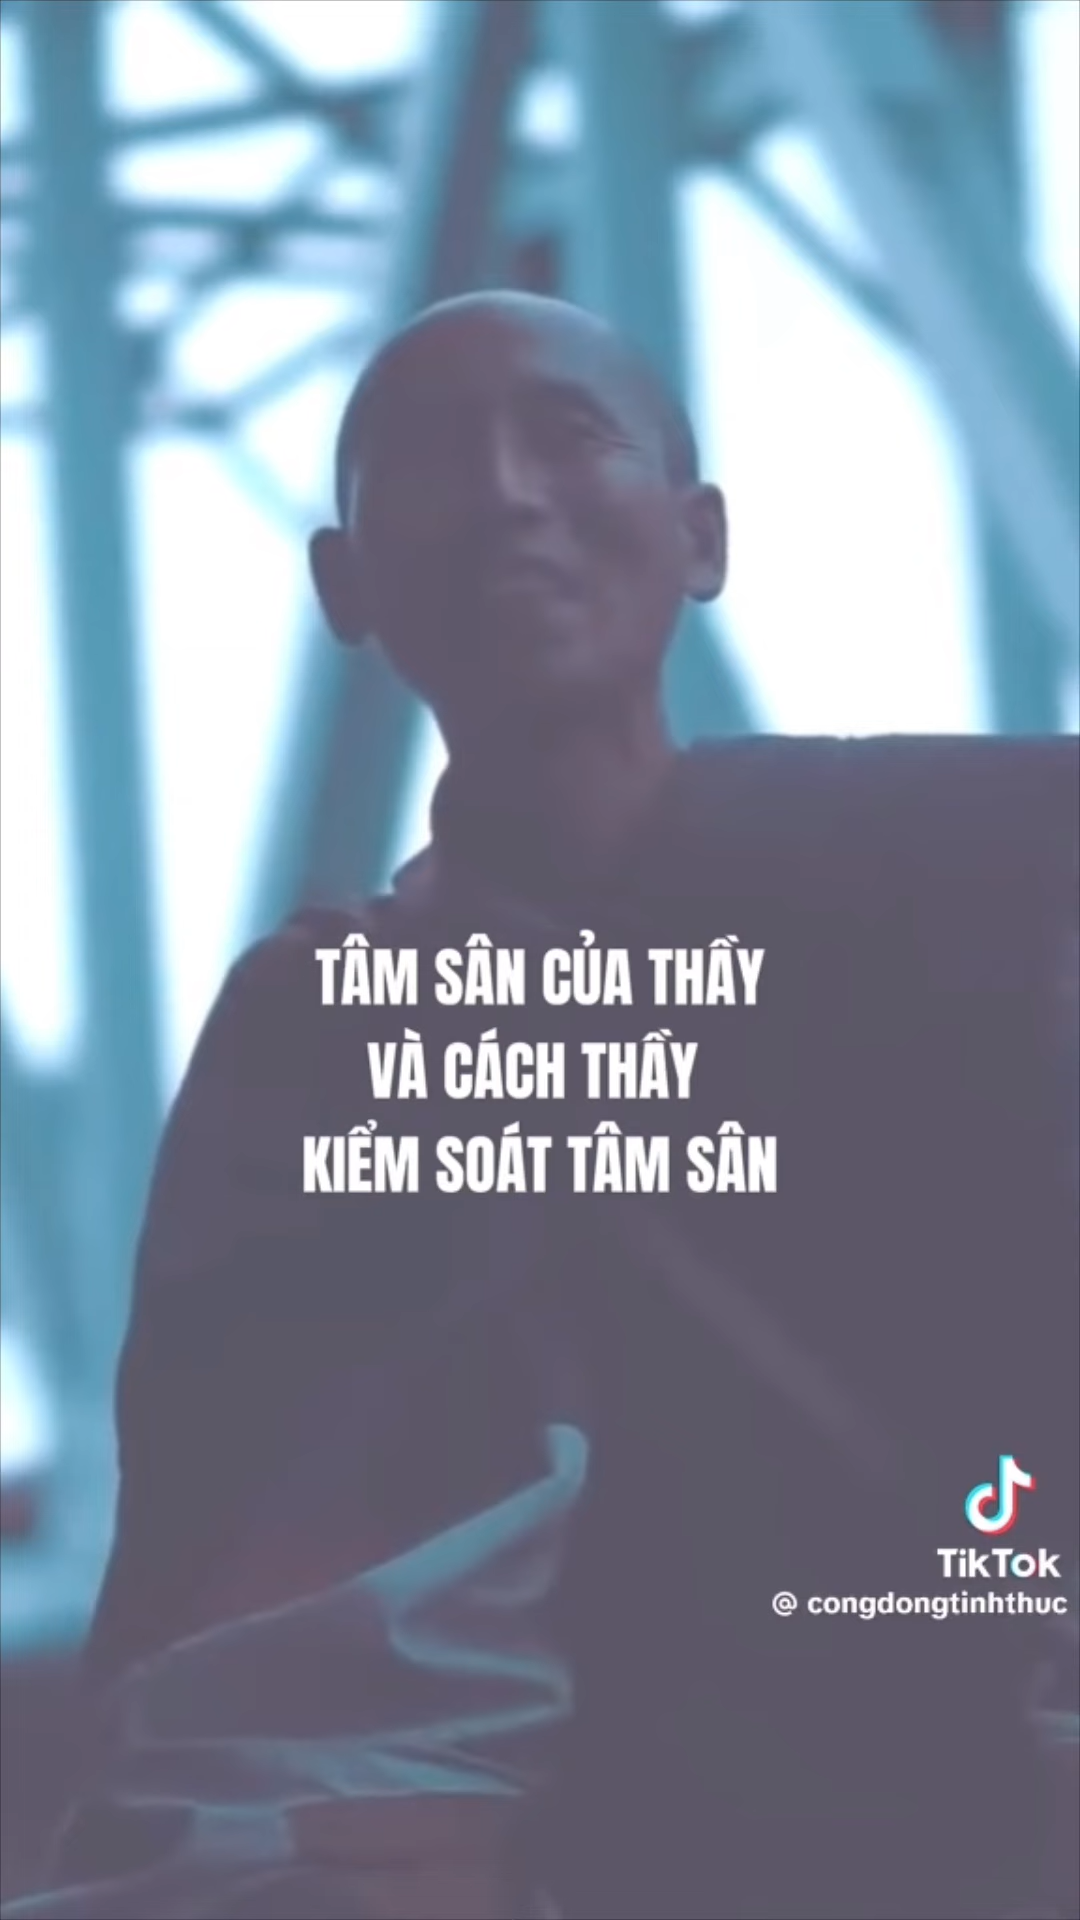 TÂM SÂN CỦA THẦY
VÀ CÁCH THẦY
KIỂM SOÁT TÂM SÂN
TikTok
@ congdongtinhthuc